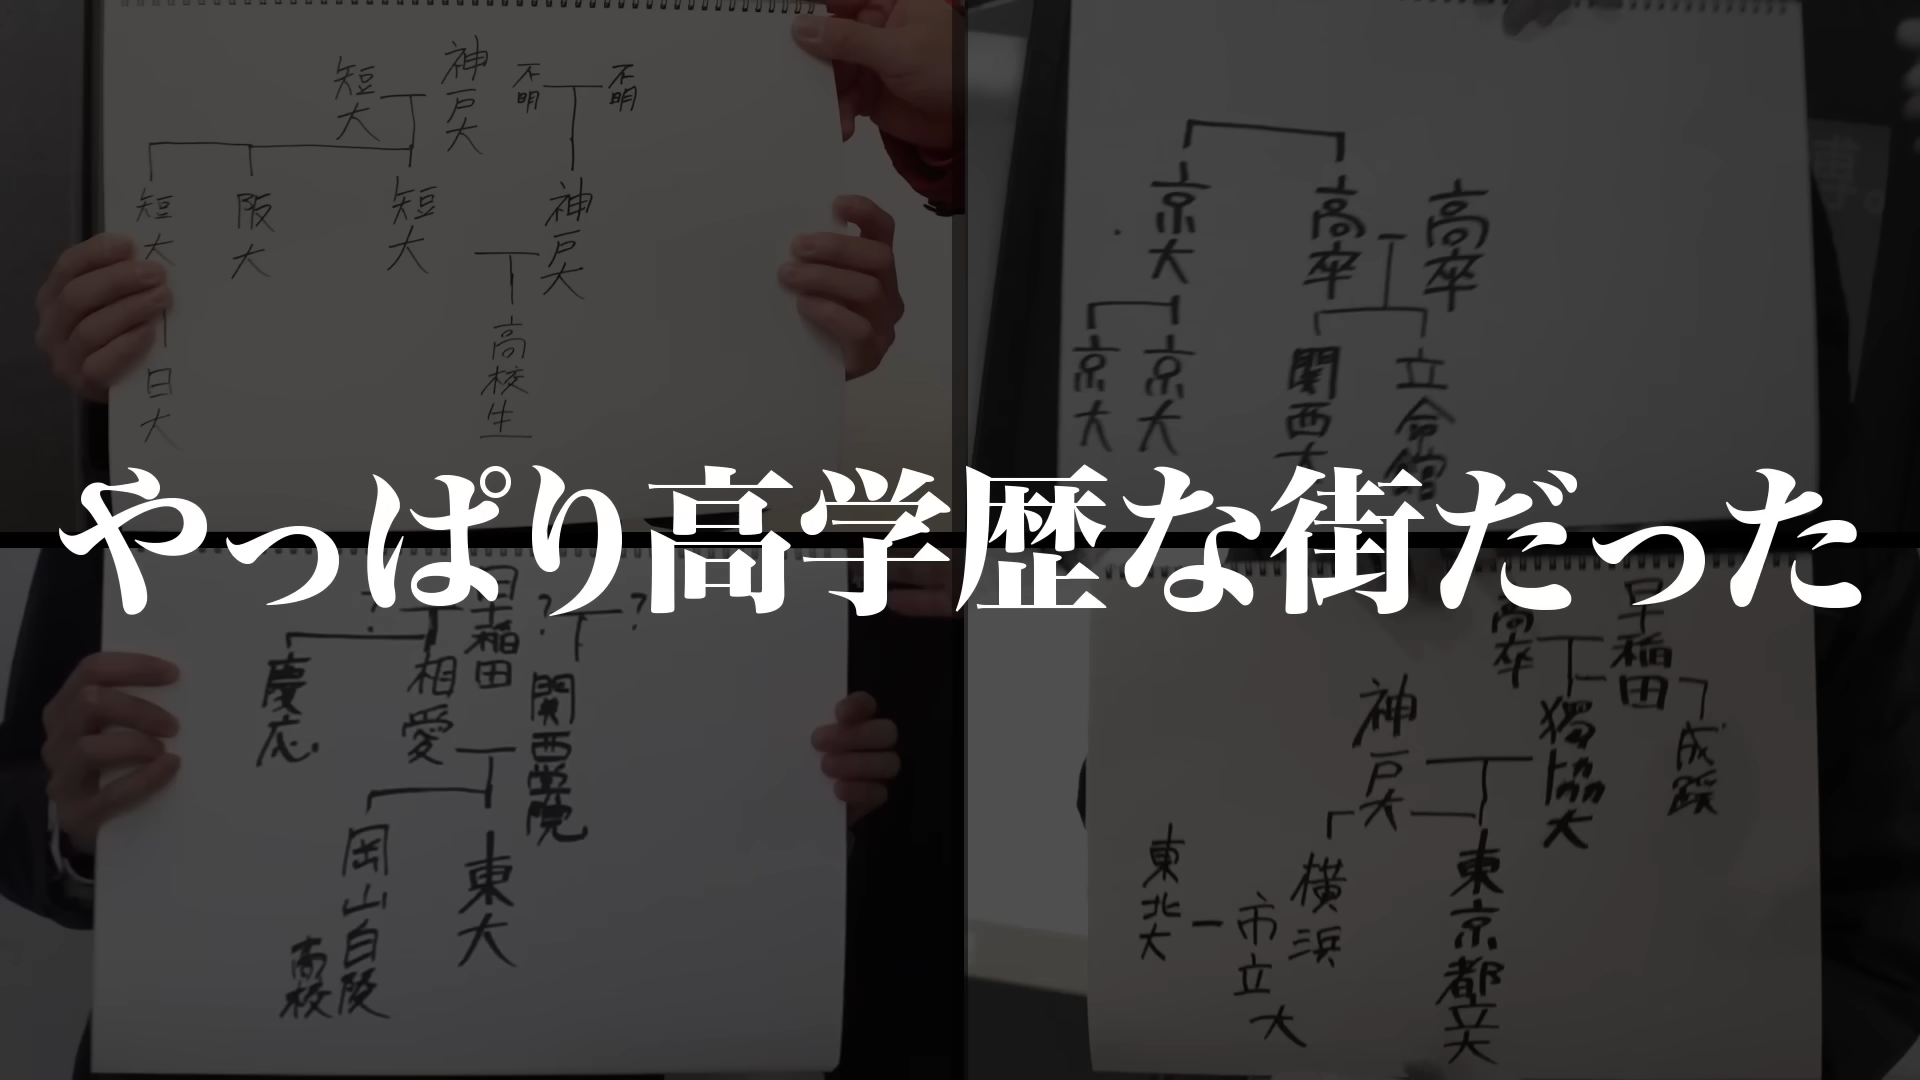 短大
神戸大
不明
不明
短大
阪大
短大
神戸大
日大
高校生
京大
高卒
高卒
京大
京大
関西大
立命館
やっぱり高学歴な街だった
?
早稲田
?
?
慶応
相愛
関西学院
岡山白陵
高校
東大
高卒
早稲田
神戸大
獨協大
成蹊
東北大
横浜
市立大
東京都立大